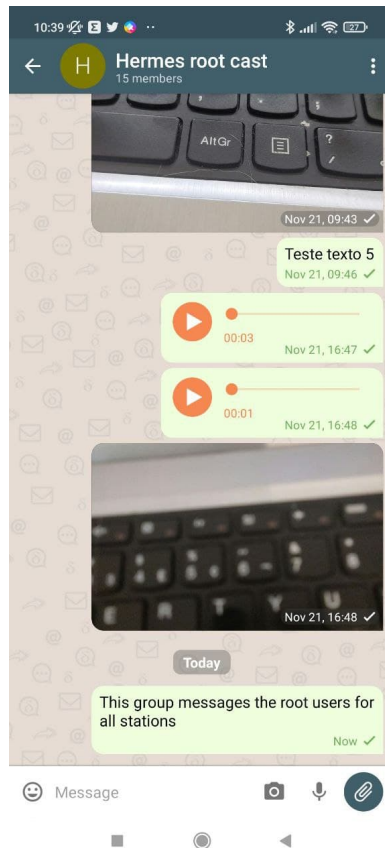 10:39
27
H
Hermes root cast
15 members
AltGr
?
/
;
Nov 21, 09:43
Teste texto 5
Nov 21, 09:46
00:03
Nov 21, 16:47
00:01
Nov 21, 16:48
E R T Y U
Nov 21, 16:48
Today
This group messages the root users for
all stations
Now
Message